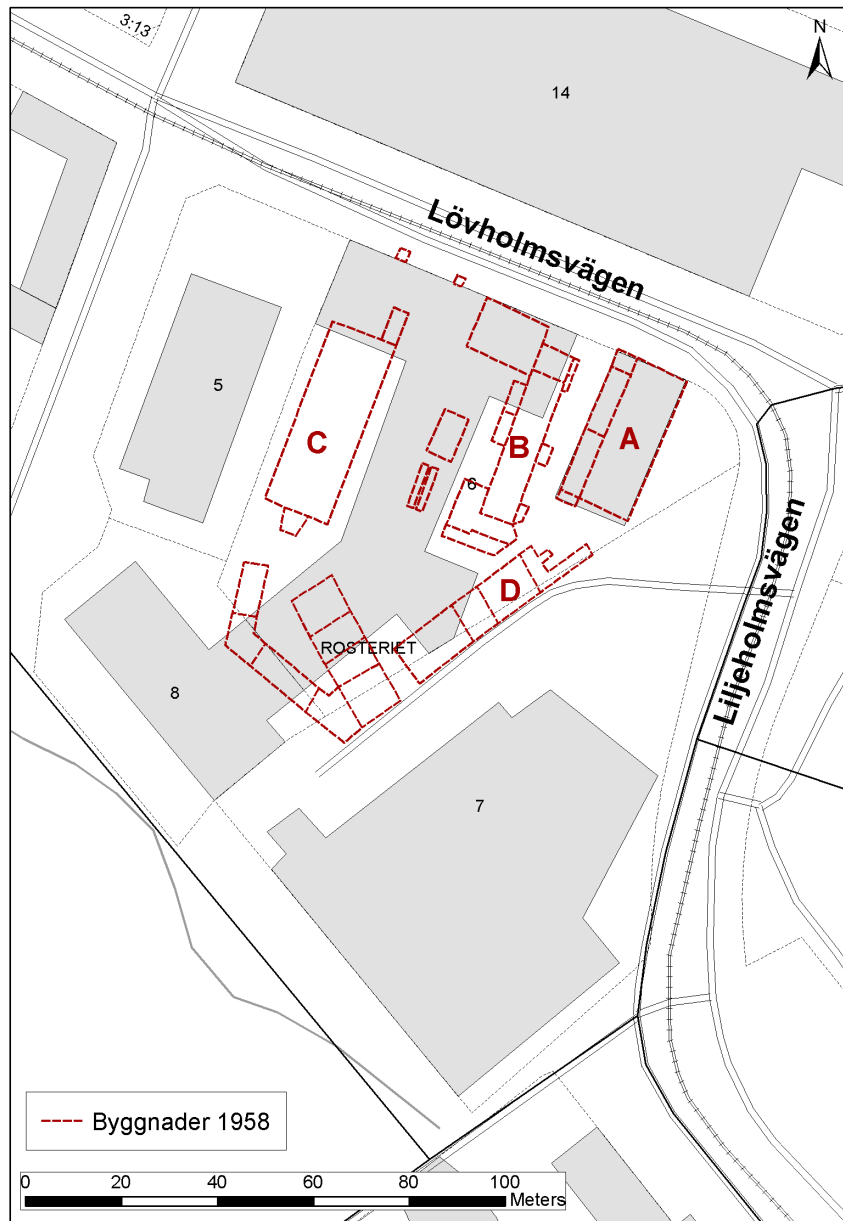 3:13
N
14
Lövholmsvägen
5
C
B
A
6
D
ROSTERIET
Liljeholmsvägen
8
7
Byggnader 1958
0 20 40 60 80 100
Meters